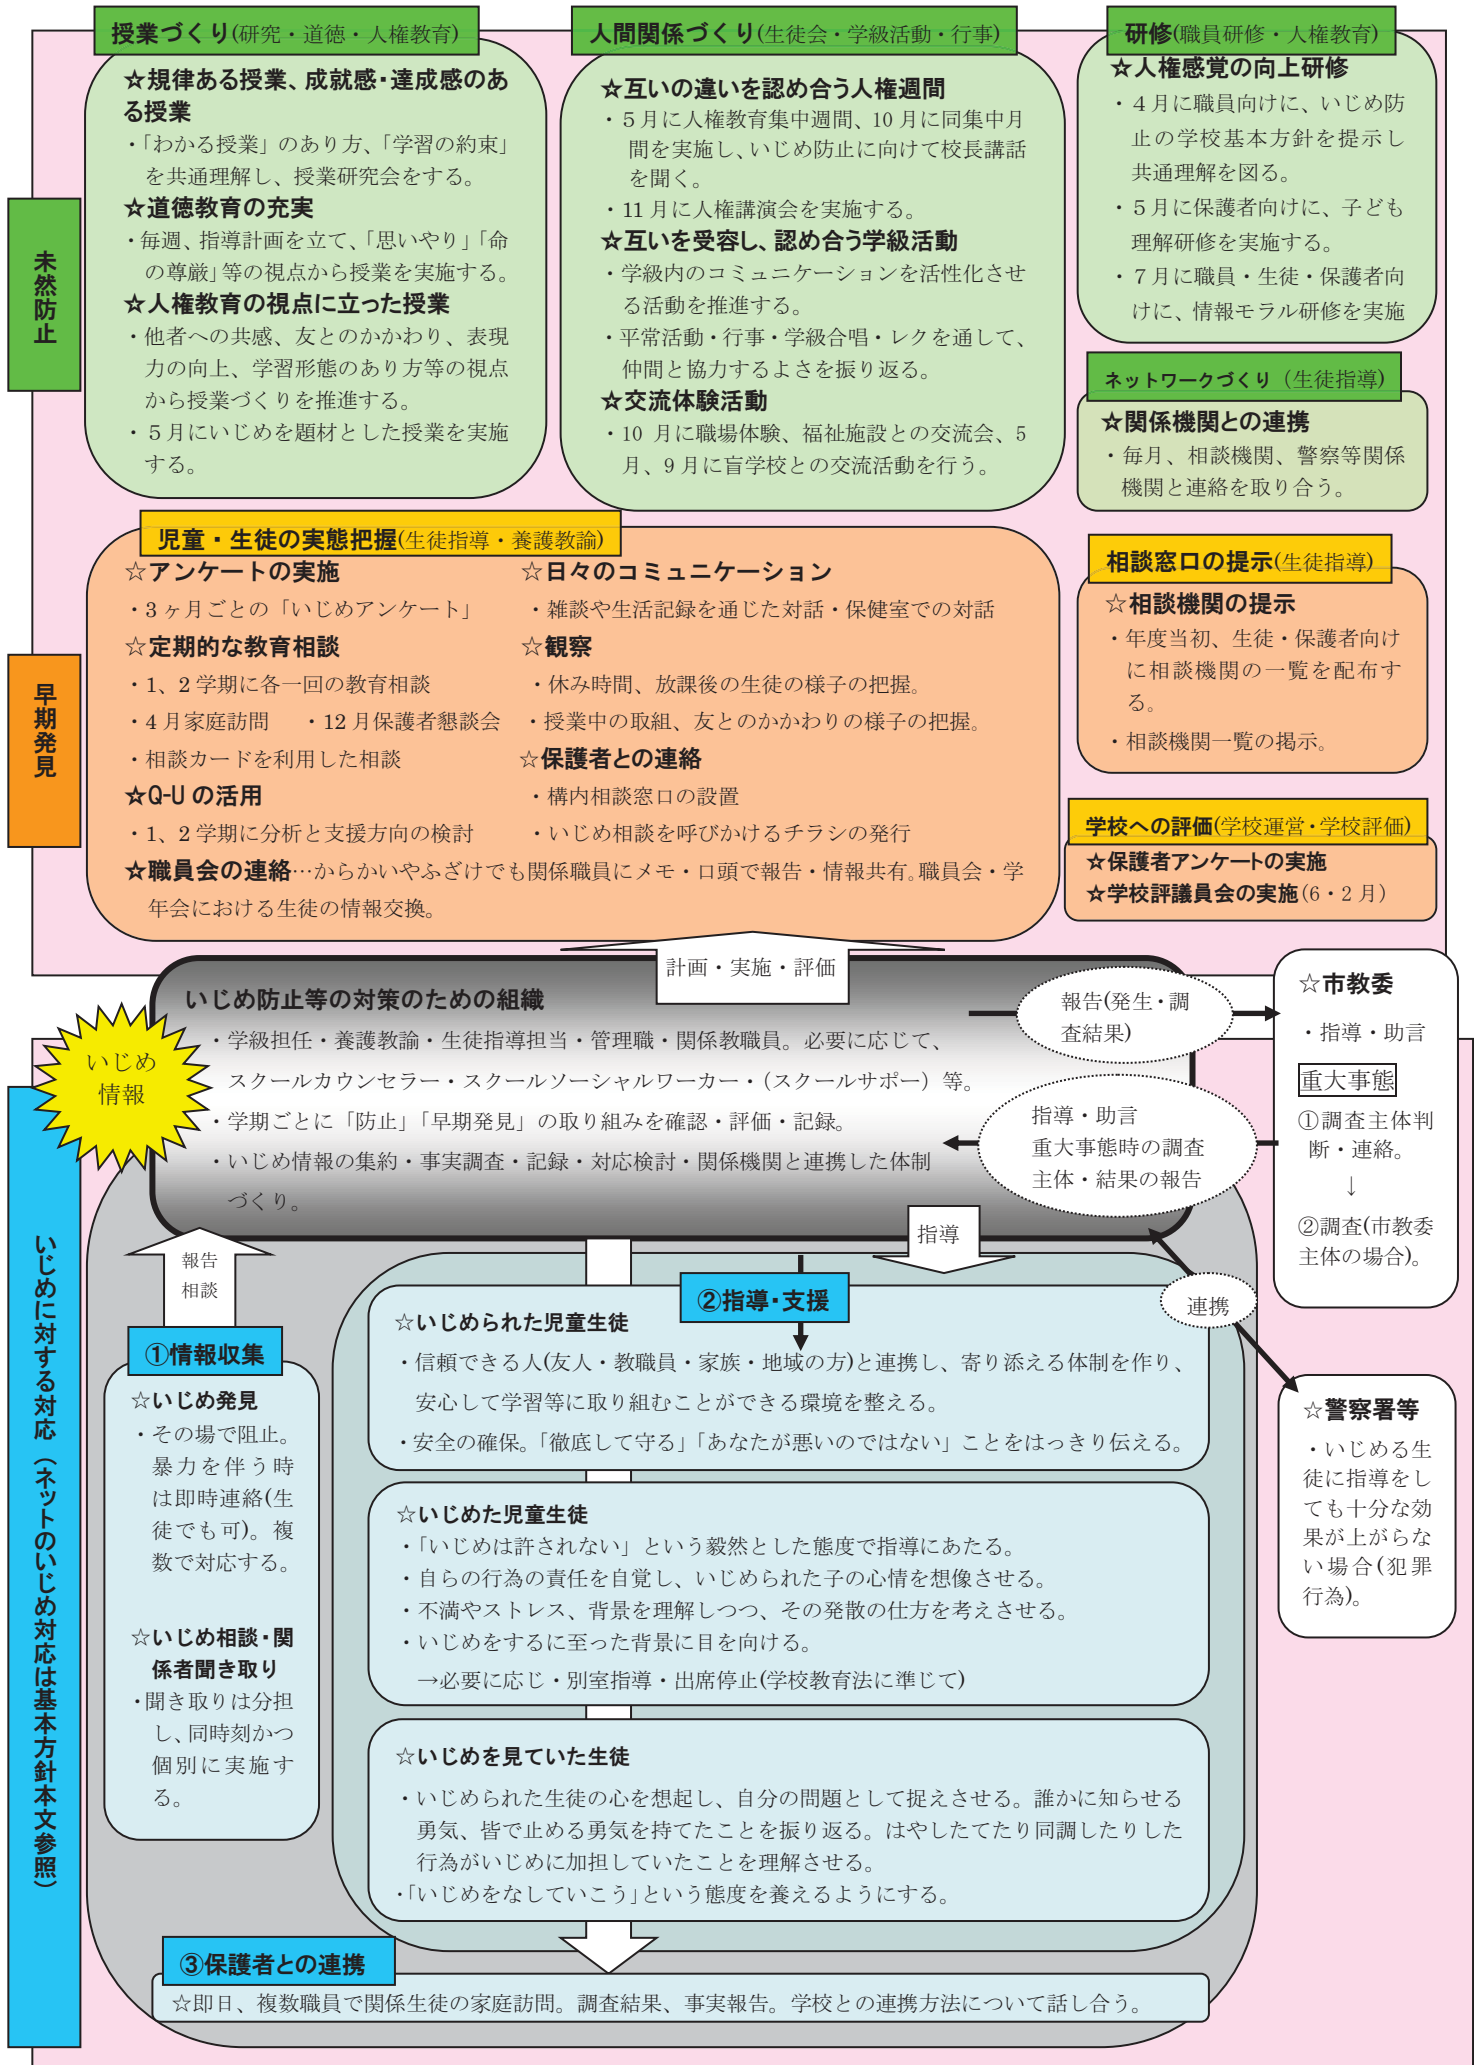 授業づくり(研究・道徳・人権教育)
☆規律ある授業、成就感・達成感のあ
る授業
・「わかる授業」のあり方、「学習の約束」
を共通理解し、授業研究会をする。
☆道徳教育の充実
・毎週、指導計画を立て、「思いやり」「命
の尊厳」等の視点から授業を実施する。
☆人権教育の視点に立った授業
・他者への共感、友とのかかわり、表現
力の向上、学習形態のあり方等の視点
から授業づくりを推進する。
・５月にいじめを題材とした授業を実施
する。
人間関係づくり(生徒会・学級活動・行事)
☆互いの違いを認め合う人権週間
・５月に人権教育集中週間、10 月に同集中月
間を実施し、いじめ防止に向けて校長講話
を聞く。
・11 月に人権講演会を実施する。
☆互いを受容し、認め合う学級活動
・学級内のコミュニケーションを活性化させ
る活動を推進する。
・平常活動・行事・学級合唱・レクを通して、
仲間と協力するよさを振り返る。
☆交流体験活動
・10 月に職場体験、福祉施設との交流会、5
月、9 月に盲学校との交流活動を行う。
研修(職員研修・人権教育)
☆人権感覚の向上研修
・４月に職員向けに、いじめ防
止の学校基本方針を提示し
共通理解を図る。
・５月に保護者向けに、子ども
理解研修を実施する。
・７月に職員・生徒・保護者向
けに、情報モラル研修を実施
ネットワークづくり（生徒指導)
☆関係機関との連携
・毎月、相談機関、警察等関係
機関と連絡を取り合う。
未然防止
児童・生徒の実態把握(生徒指導・養護教諭)
☆アンケートの実施
・3 ヶ月ごとの「いじめアンケート」
☆定期的な教育相談
・1、2 学期に各一回の教育相談
・4 月家庭訪問　・12 月保護者懇談会
・相談カードを利用した相談
☆Q-U の活用
・1、2 学期に分析と支援方向の検討
☆日々のコミュニケーション
・雑談や生活記録を通じた対話・保健室での対話
☆観察
・休み時間、放課後の生徒の様子の把握。
・授業中の取組、友とのかかわりの様子の把握。
☆保護者との連絡
・構内相談窓口の設置
・いじめ相談を呼びかけるチラシの発行
☆職員会の連絡…からかいやふざけでも関係職員にメモ・口頭で報告・情報共有。職員会・学
年会における生徒の情報交換。
相談窓口の提示(生徒指導)
☆相談機関の提示
・年度当初、生徒・保護者向け
に相談機関の一覧を配布す
る。
・相談機関一覧の掲示。
学校への評価(学校運営・学校評価)
☆保護者アンケートの実施
☆学校評議員会の実施(6・2 月)
早期発見
計画・実施・評価
いじめ防止等の対策のための組織
・学級担任・養護教諭・生徒指導担当・管理職・関係教職員。必要に応じて、
スクールカウンセラー・スクールソーシャルワーカー・（スクールサポー）等。
・学期ごとに「防止」「早期発見」の取り組みを確認・評価・記録。
・いじめ情報の集約・事実調査・記録・対応検討・関係機関と連携した体制
づくり。
いじめ
情報
報告(発生・調
査結果)
指導・助言
重大事態時の調査
主体・結果の報告
☆市教委
・指導・助言
重大事態
①調査主体判
断・連絡。
↓
②調査(市教委
主体の場合)。
指導
報告
相談
連携
いじめに対する対応（ネットのいじめ対応は基本方針本文参照）
①情報収集
☆いじめ発見
・その場で阻止。
暴力を伴う時
は即時連絡(生
徒でも可)。複
数で対応する。
☆いじめ相談・関
係者聞き取り
・聞き取りは分担
し、同時刻かつ
個別に実施す
る。
②指導・支援
☆いじめられた児童生徒
・信頼できる人(友人・教職員・家族・地域の方)と連携し、寄り添える体制を作り、
安心して学習等に取り組むことができる環境を整える。
・安全の確保。「徹底して守る」「あなたが悪いのではない」ことをはっきり伝える。
☆いじめた児童生徒
・「いじめは許されない」という毅然とした態度で指導にあたる。
・自らの行為の責任を自覚し、いじめられた子の心情を想像させる。
・不満やストレス、背景を理解しつつ、その発散の仕方を考えさせる。
・いじめをするに至った背景に目を向ける。
→必要に応じ・別室指導・出席停止(学校教育法に準じて)
☆いじめを見ていた生徒
・いじめられた生徒の心を想起し、自分の問題として捉えさせる。誰かに知らせる
勇気、皆で止める勇気を持てたことを振り返る。はやしたてたり同調したりした
行為がいじめに加担していたことを理解させる。
・「いじめをなしていこう」という態度を養えるようにする。
☆警察署等
・いじめる生
徒に指導をし
ても十分な効
果が上がらな
い場合(犯罪
行為)。
③保護者との連携
☆即日、複数職員で関係生徒の家庭訪問。調査結果、事実報告。学校との連携方法について話し合う。